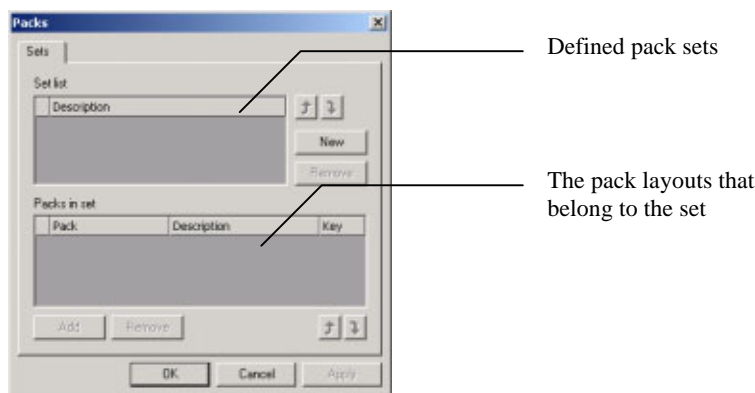 Packs
Sets
Defined pack sets
Set list
Description
New
Remove
The pack layouts that
belong to the set
Packs in set
Pack Description Key
Add Remove
OK Cancel Apply